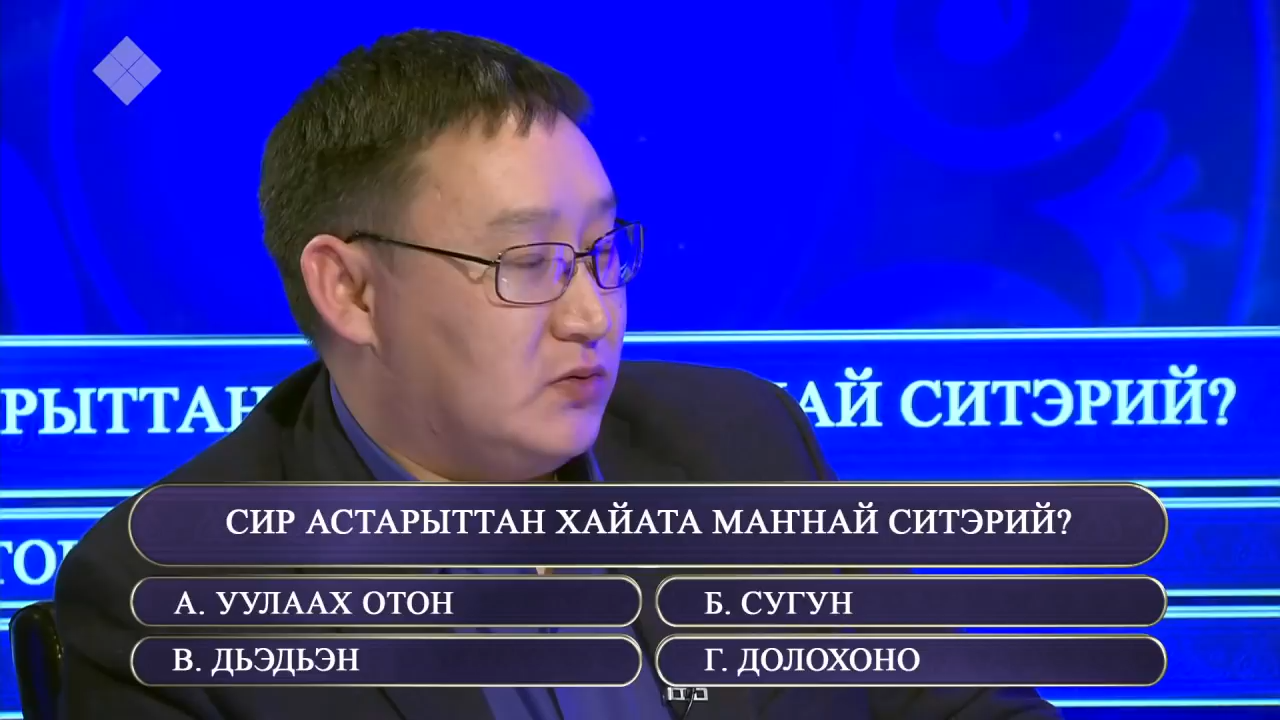 РЫТТАН
АЙ СИТЭРИЙ?
СИР АСТАРЫТТАН ХАЙАТА МАҤНАЙ СИТЭРИЙ?
А. УУЛААХ ОТОН
Б. СУГУН
В. ДЬЭДЬЭН
Г. ДОЛОХОНО